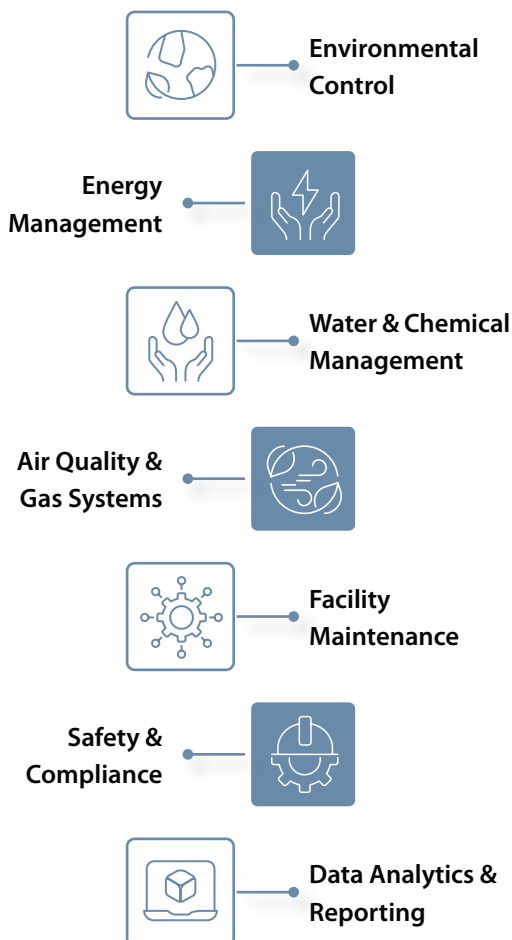 Environmental
Control
Energy
Management
Water & Chemical
Management
Air Quality &
Gas Systems
Facility
Maintenance
Safety &
Compliance
Data Analytics &
Reporting